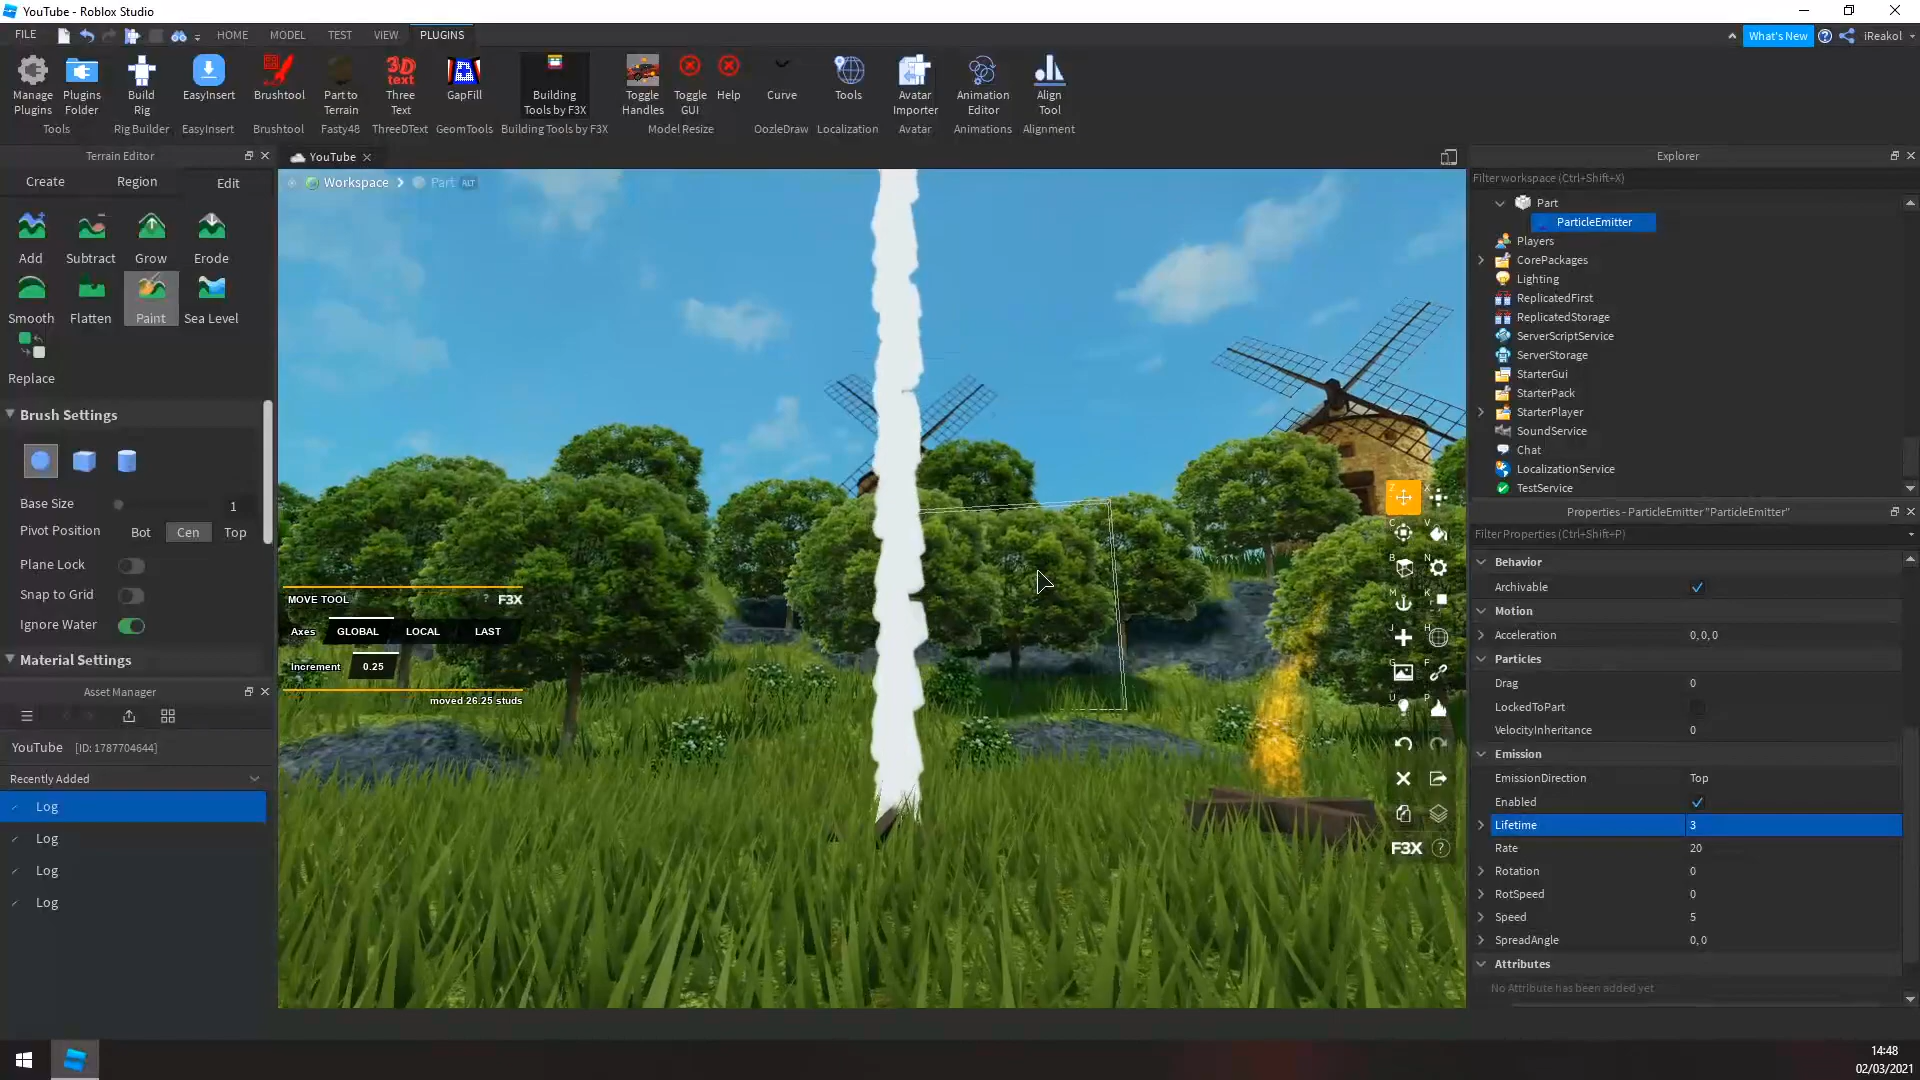 YouTube - Roblox Studio
FILE HOME MODEL TEST VIEW PLUGINS What's New iReakol
Manage Plugins
Plugins Folder
Build Rig
EasyInsert
Brushtool
Part to Terrain
Three Text
GapFill
Building Tools by F3X
Toggle Handles
Toggle GUI
Help
Curve
Tools
Avatar Importer
Animation Editor
Align Tool
3D text
Tools Rig Builder EasyInsert Brushtool Fasty48 ThreeDText GeomTools Building Tools by F3X Model Resize OozleDraw Localization Avatar Animations Alignment
Terrain Editor
Create Region Edit
Add Subtract Grow Erode
Smooth Flatten Paint Sea Level
Replace
Brush Settings
Base Size 1
Pivot Position Bot Cen Top
Plane Lock
Snap to Grid
Ignore Water
Material Settings
Asset Manager
YouTube [ID: 1787704644]
Recently Added
Log
Log
Log
Log
YouTube
Workspace Part ALT
MOVE TOOL ? F3X
Axes GLOBAL LOCAL LAST
Increment 0.25
moved 26.25 studs
Z X
C V
B N
M K
J H
G F
U P
F3X ?
Explorer
Filter workspace (Ctrl+Shift+X)
Part
ParticleEmitter
Players
CorePackages
Lighting
ReplicatedFirst
ReplicatedStorage
ServerScriptService
ServerStorage
StarterGui
StarterPack
StarterPlayer
SoundService
Chat
LocalizationService
TestService
Properties - ParticleEmitter "ParticleEmitter"
Filter Properties (Ctrl+Shift+P)
Behavior
Archivable
Motion
Acceleration 0, 0, 0
Particles
Drag 0
LockedToPart
VelocityInheritance 0
Emission
EmissionDirection Top
Enabled
Lifetime 3
Rate 20
Rotation 0
RotSpeed 0
Speed 5
SpreadAngle 0, 0
Attributes
No Attribute has been added yet
14:48
02/03/2021